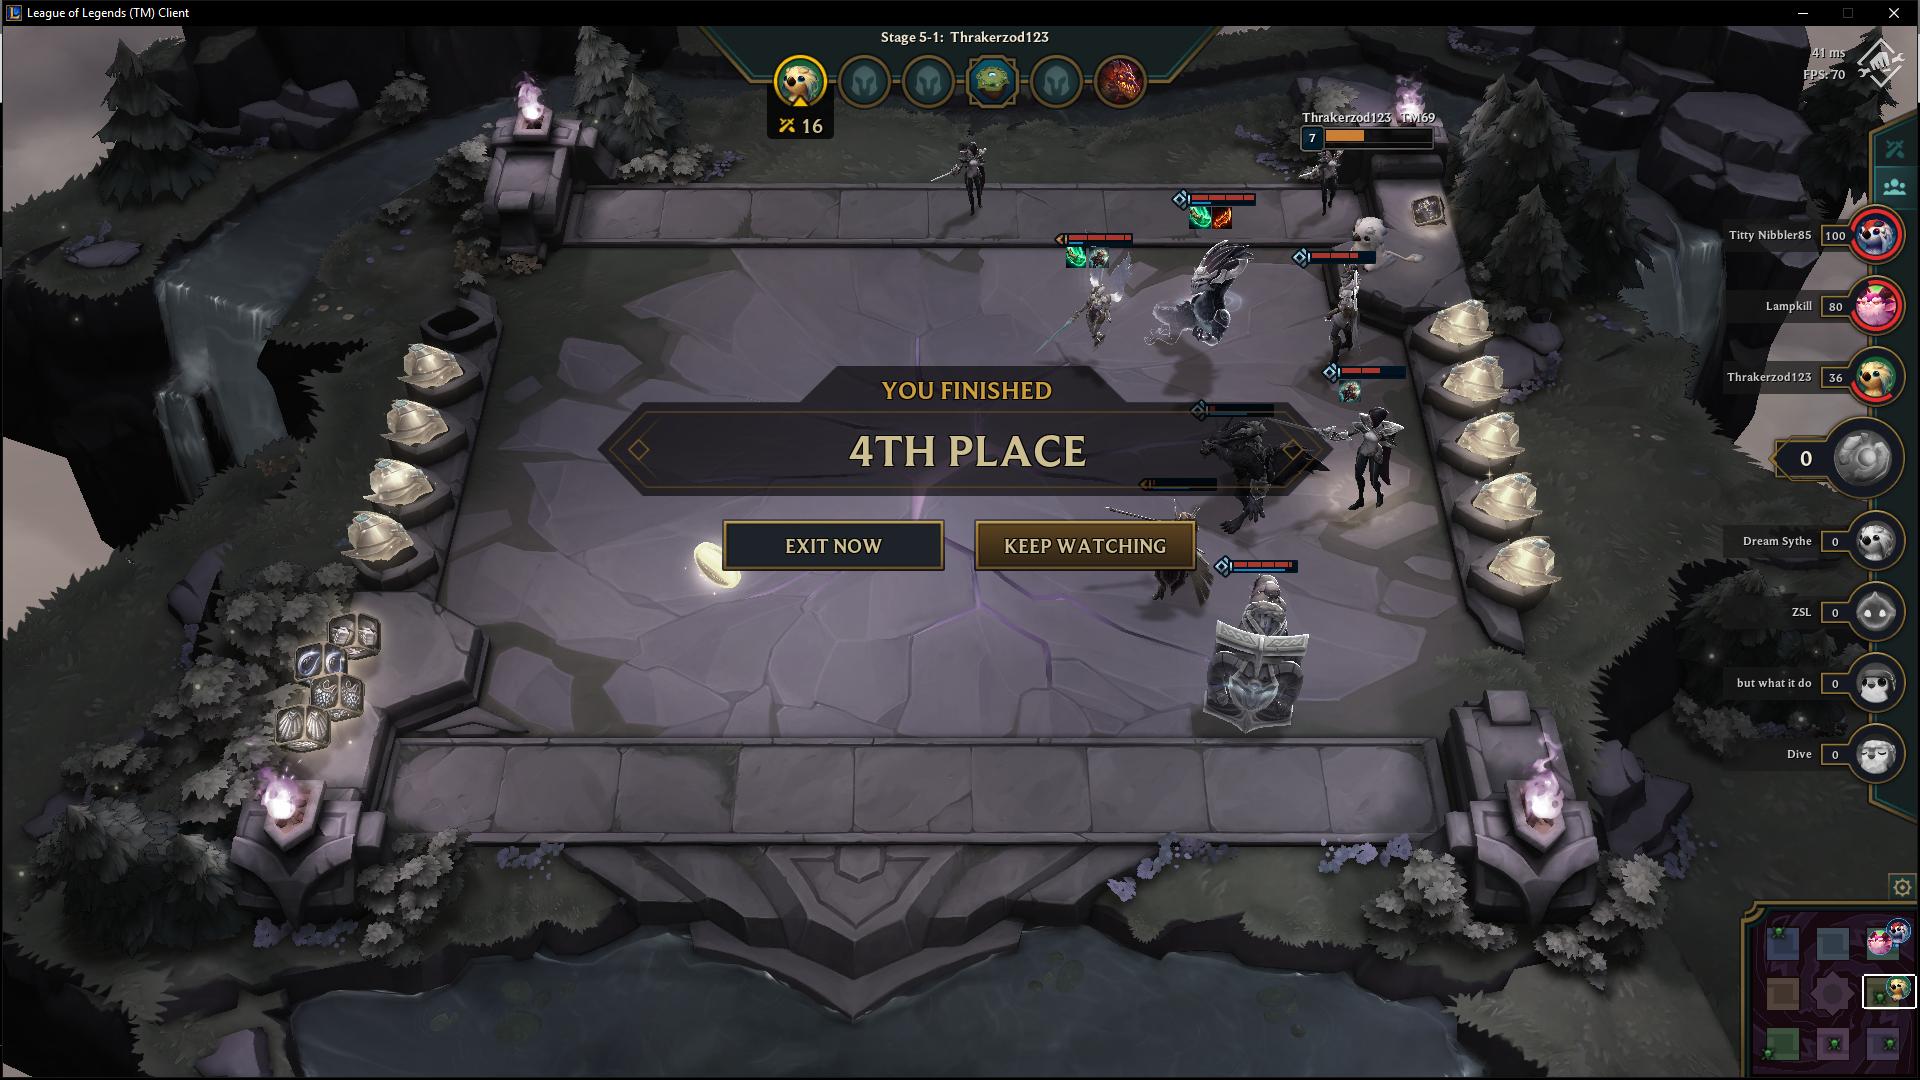 League of Legends (TM) Client
Stage 5-1: Thrakerzod123
41 ms
FPS: 70
16
Thrakerzod123 TM69
7
Titty Nibbler85 100
Lampkill 80
Thrakerzod123 36
0
YOU FINISHED
4TH PLACE
EXIT NOW
KEEP WATCHING
Dream Sythe 0
ZSL 0
but what it do 0
Dive 0